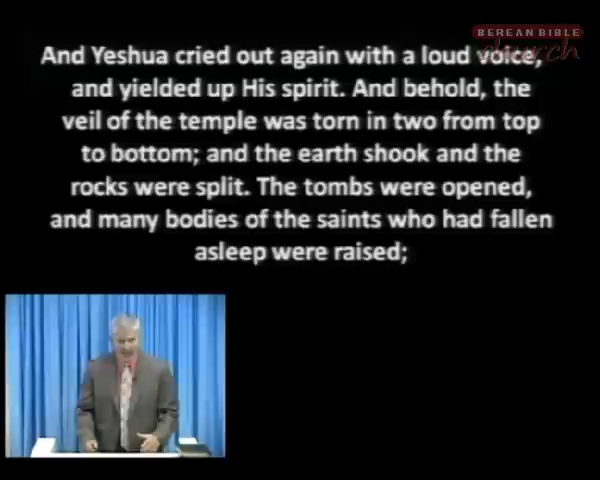 BEREAN BIBLE
church
And Yeshua cried out again with a loud voice,
and yielded up His spirit. And behold, the
veil of the temple was torn in two from top
to bottom; and the earth shook and the
rocks were split. The tombs were opened,
and many bodies of the saints who had fallen
asleep were raised;